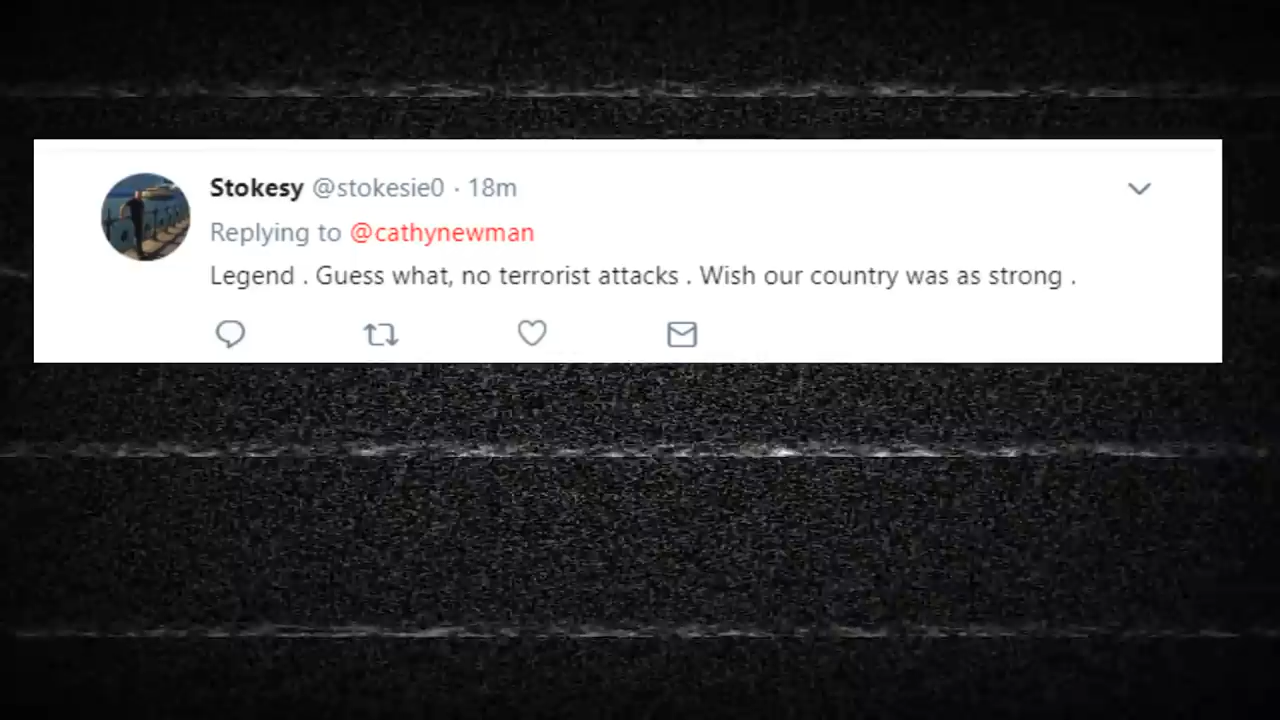 Stokesy @stokesie0 · 18m
Replying to @cathynewman
Legend . Guess what, no terrorist attacks . Wish our country was as strong .